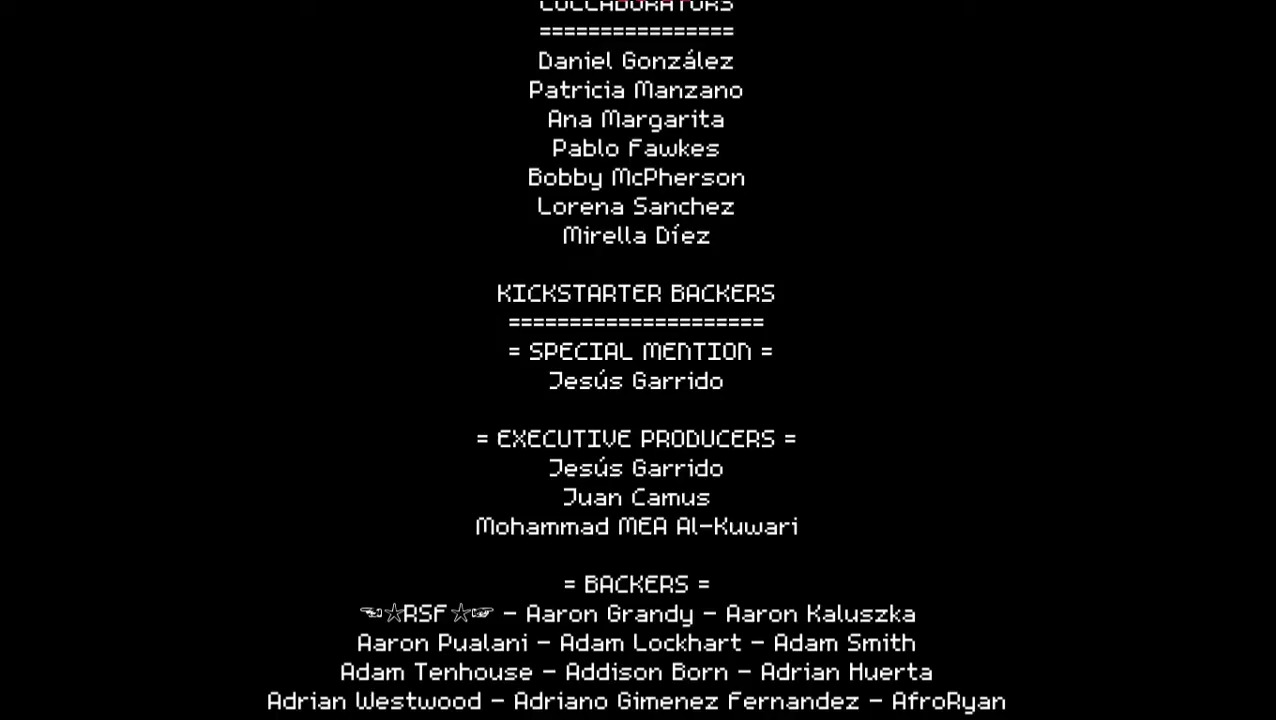 COLLABORATORS
================
Daniel González
Patricia Manzano
Ana Margarita
Pablo Fawkes
Bobby McPherson
Lorena Sanchez
Mirella Díez
KICKSTARTER BACKERS
=====================
= SPECIAL MENTION =
Jesús Garrido
= EXECUTIVE PRODUCERS =
Jesús Garrido
Juan Camus
Mohammad MEA Al-Kuwari
= BACKERS =
☜☆RSF☆☞ - Aaron Grandy - Aaron Kaluszka
Aaron Pualani - Adam Lockhart - Adam Smith
Adam Tenhouse - Addison Born - Adrian Huerta
Adrian Westwood - Adriano Gimenez Fernandez - AfroRyan